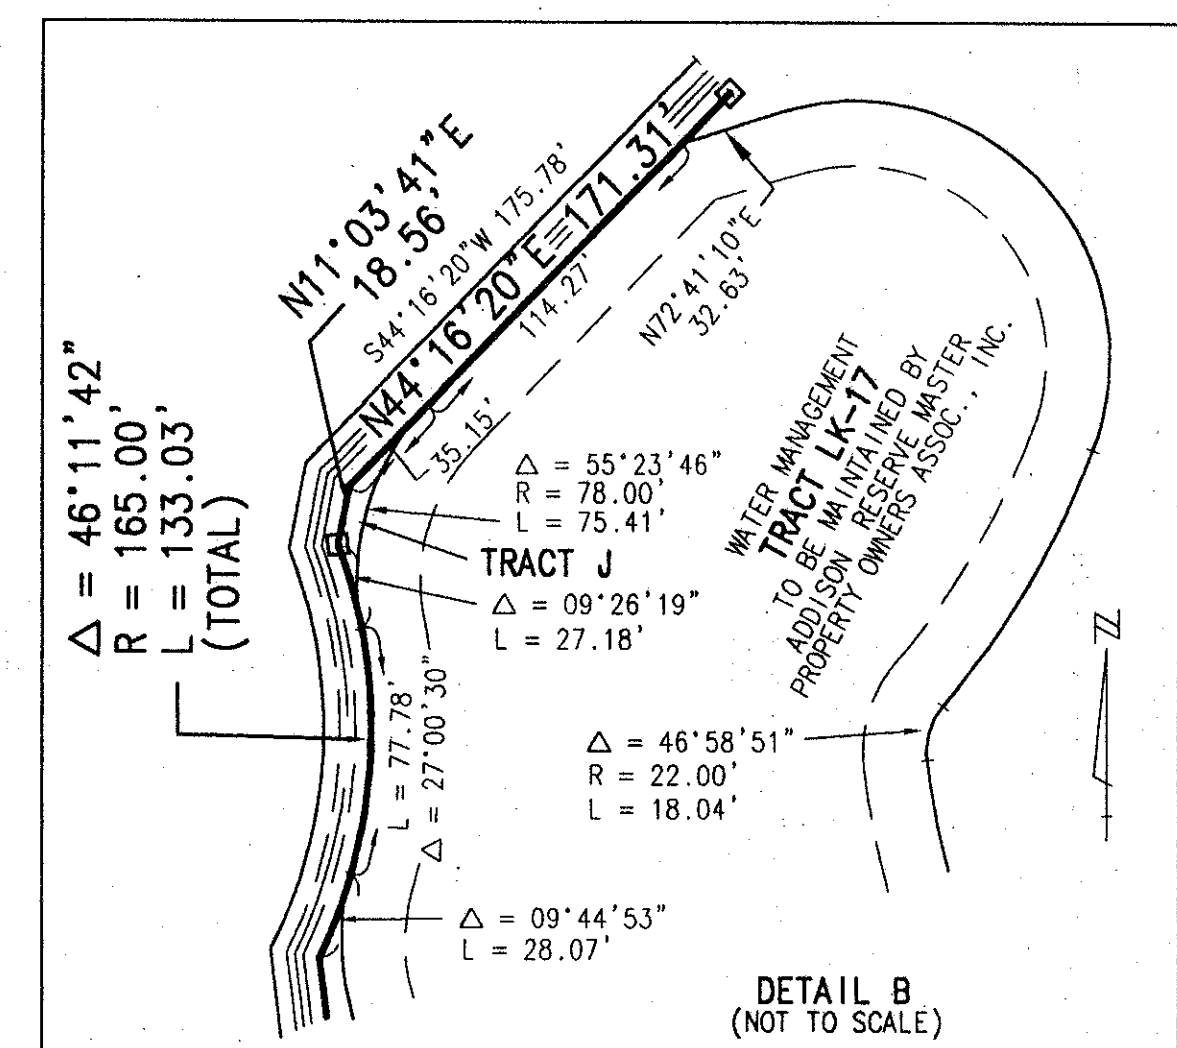 N11°03'41"E
18.56'
S44°16'20"W 175.78'
N44°16'20"E 171.31'
114.27'
35.15'
N72°41'10"E
32.63'
Δ = 46°11'42"
R = 165.00'
L = 133.03'
(TOTAL)
Δ = 55°23'46"
R = 78.00'
L = 75.41'
TRACT J
Δ = 09°26'19"
L = 27.18'
WATER MANAGEMENT
TRACT LK-17
TO BE MAINTAINED BY
ADDISON RESERVE MASTER
PROPERTY OWNERS ASSOC., INC.
L = 77.78'
Δ = 27°00'30"
Δ = 46°58'51"
R = 22.00'
L = 18.04'
Δ = 09°44'53"
L = 28.07'
N
DETAIL B
(NOT TO SCALE)